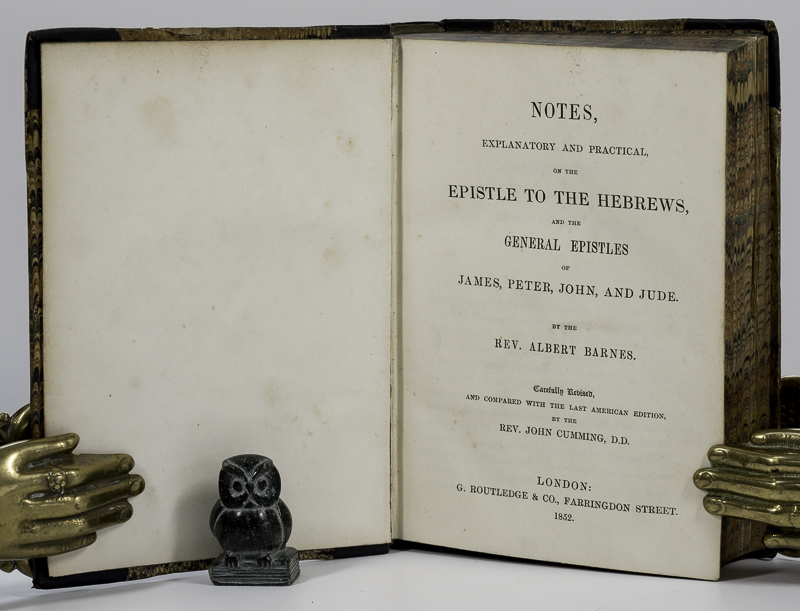 NOTES,
EXPLANATORY AND PRACTICAL,
ON THE
EPISTLE TO THE HEBREWS,
AND THE
GENERAL EPISTLES
OF
JAMES, PETER, JOHN, AND JUDE.
BY THE
REV. ALBERT BARNES.
Carefully Revised,
AND COMPARED WITH THE LAST AMERICAN EDITION,
BY THE
REV. JOHN CUMMING, D.D.
LONDON:
G. ROUTLEDGE & CO., FARRINGDON STREET.
1852.